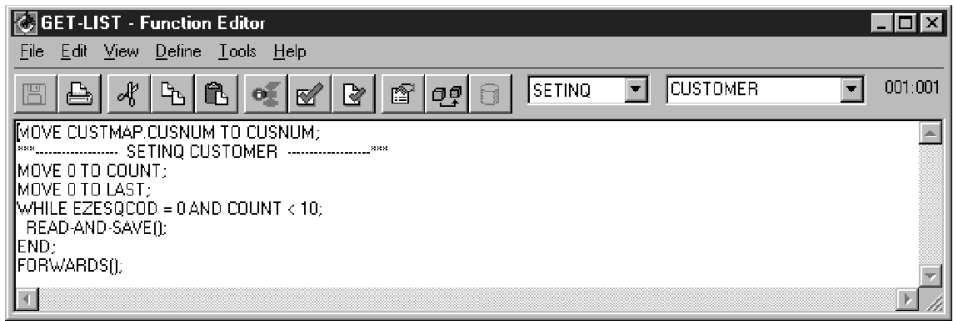 GET-LIST - Function Editor
File Edit View Define Tools Help
SETINQ CUSTOMER 001:001
MOVE CUSTMAP.CUSNUM TO CUSNUM;
***------------------- SETINQ CUSTOMER -------------------***
MOVE 0 TO COUNT;
MOVE 0 TO LAST;
WHILE EZESQCOD = 0 AND COUNT < 10;
READ-AND-SAVE();
END;
FORWARDS();